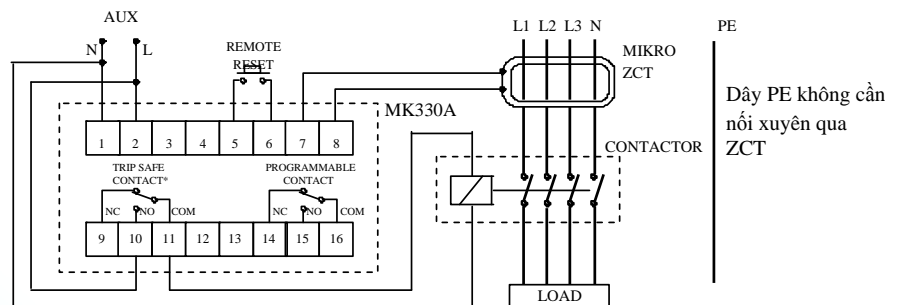 AUX
N
L
REMOTE
RESET
L1 L2 L3 N
PE
MIKRO
ZCT
MK330A
Dây PE không cần
nối xuyên qua
ZCT
1 2 3 4 5 6 7 8
CONTACTOR
TRIP SAFE
CONTACT*
PROGRAMMABLE
CONTACT
NC NO COM
NC NO COM
9 10 11 12 13 14 15 16
LOAD